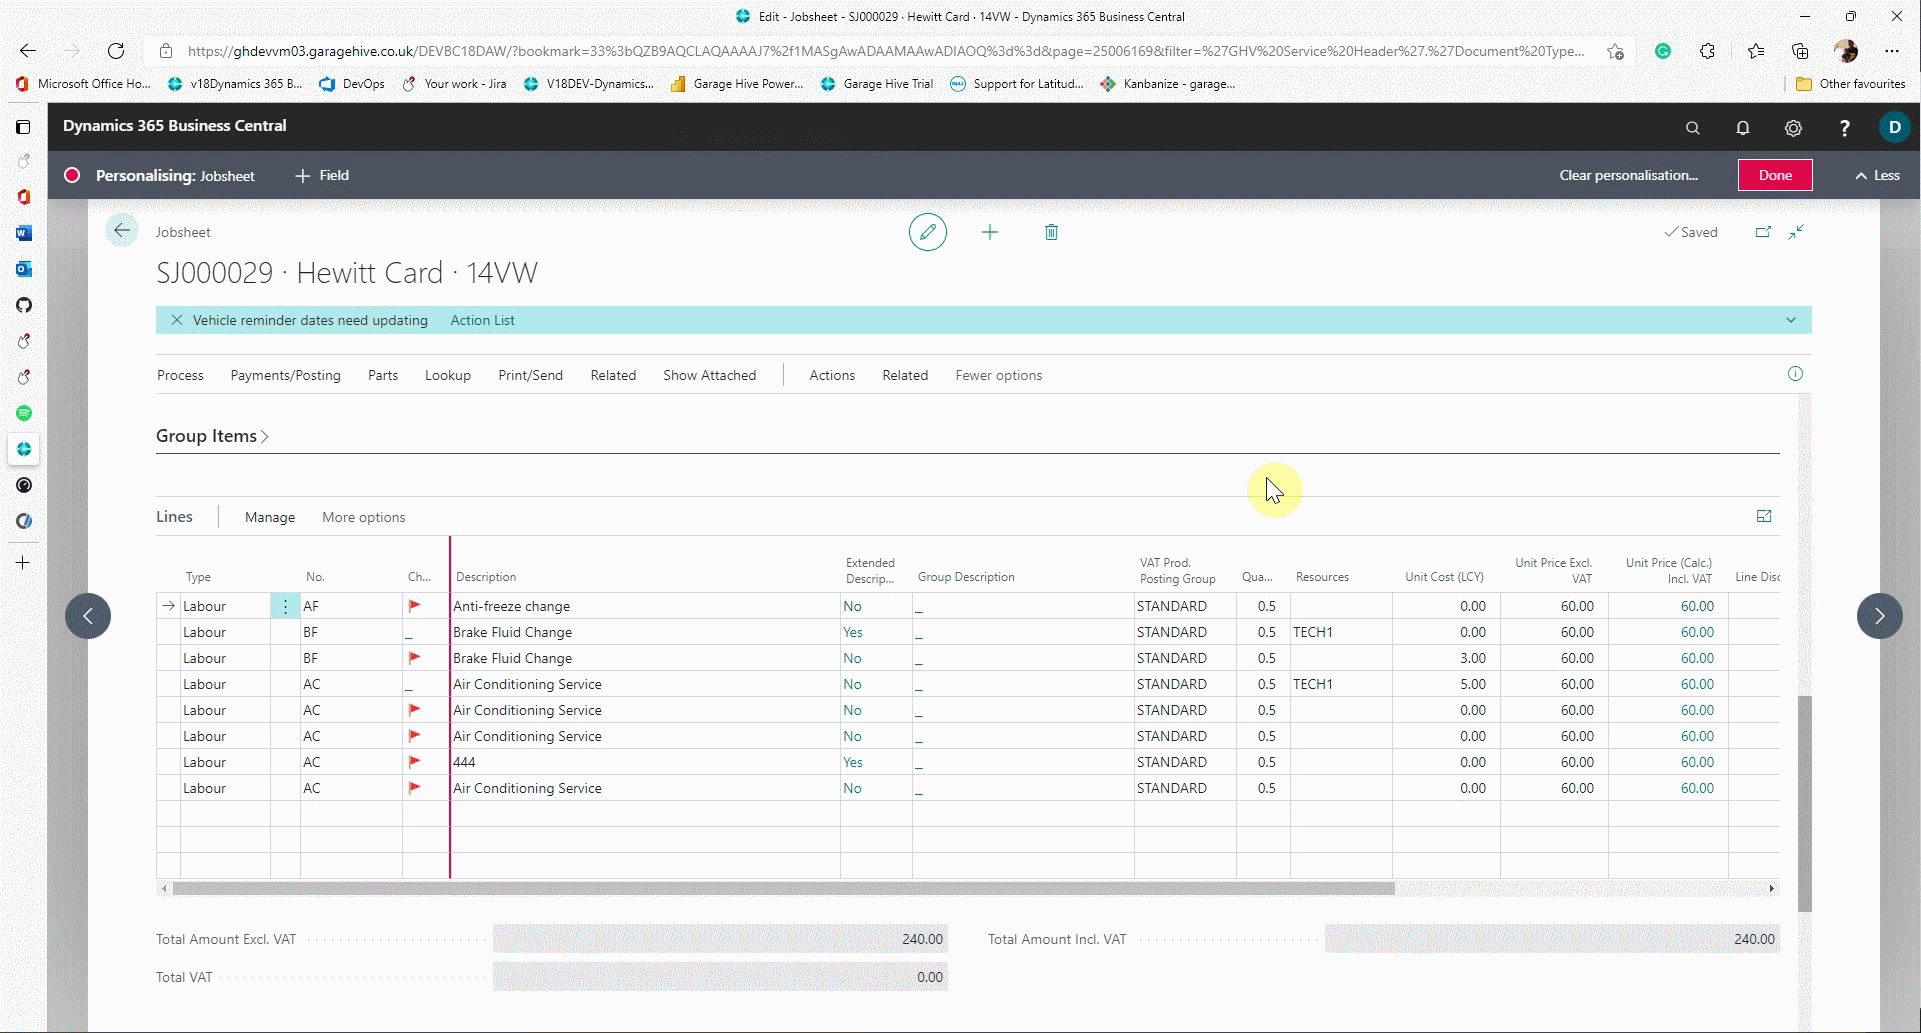 Edit - Jobsheet - SJ000029 · Hewitt Card · 14VW - Dynamics 365 Business Central
https://ghdevvm03.garagehive.co.uk/DEVBC18DAW/?bookmark=33%3bQZB9AQCLAQAAAAJ7%2f1MASgAwADAAMAAwADIAOQ%3d%3d&page=25006169&filter=%27GHV%20Service%20Header%27.%27Document%20Type...
Microsoft Office Ho... v18Dynamics 365 B... DevOps Your work - Jira V18DEV-Dynamics... Garage Hive Power... Garage Hive Trial Support for Latitud... Kanbanize - garage... Other favourites
Dynamics 365 Business Central ? D
Personalising: Jobsheet + Field Clear personalisation... Done Less
Jobsheet Saved
SJ000029 · Hewitt Card · 14VW
Vehicle reminder dates need updating Action List
Process Payments/Posting Parts Lookup Print/Send Related Show Attached Actions Related Fewer options
Group Items
Lines Manage More options
Type No. Ch... Description Extended Descrip... Group Description VAT Prod. Posting Group Qua... Resources Unit Cost (LCY) Unit Price Excl. VAT Unit Price (Calc.) Incl. VAT Line Disc
Labour AF Anti-freeze change No _ STANDARD 0.5 0.00 60.00 60.00
Labour BF _ Brake Fluid Change Yes _ STANDARD 0.5 TECH1 0.00 60.00 60.00
Labour BF Brake Fluid Change No _ STANDARD 0.5 3.00 60.00 60.00
Labour AC _ Air Conditioning Service No _ STANDARD 0.5 TECH1 5.00 60.00 60.00
Labour AC Air Conditioning Service No _ STANDARD 0.5 0.00 60.00 60.00
Labour AC Air Conditioning Service No _ STANDARD 0.5 0.00 60.00 60.00
Labour AC 444 Yes _ STANDARD 0.5 0.00 60.00 60.00
Labour AC Air Conditioning Service No _ STANDARD 0.5 0.00 60.00 60.00
Total Amount Excl. VAT 240.00 Total Amount Incl. VAT 240.00
Total VAT 0.00